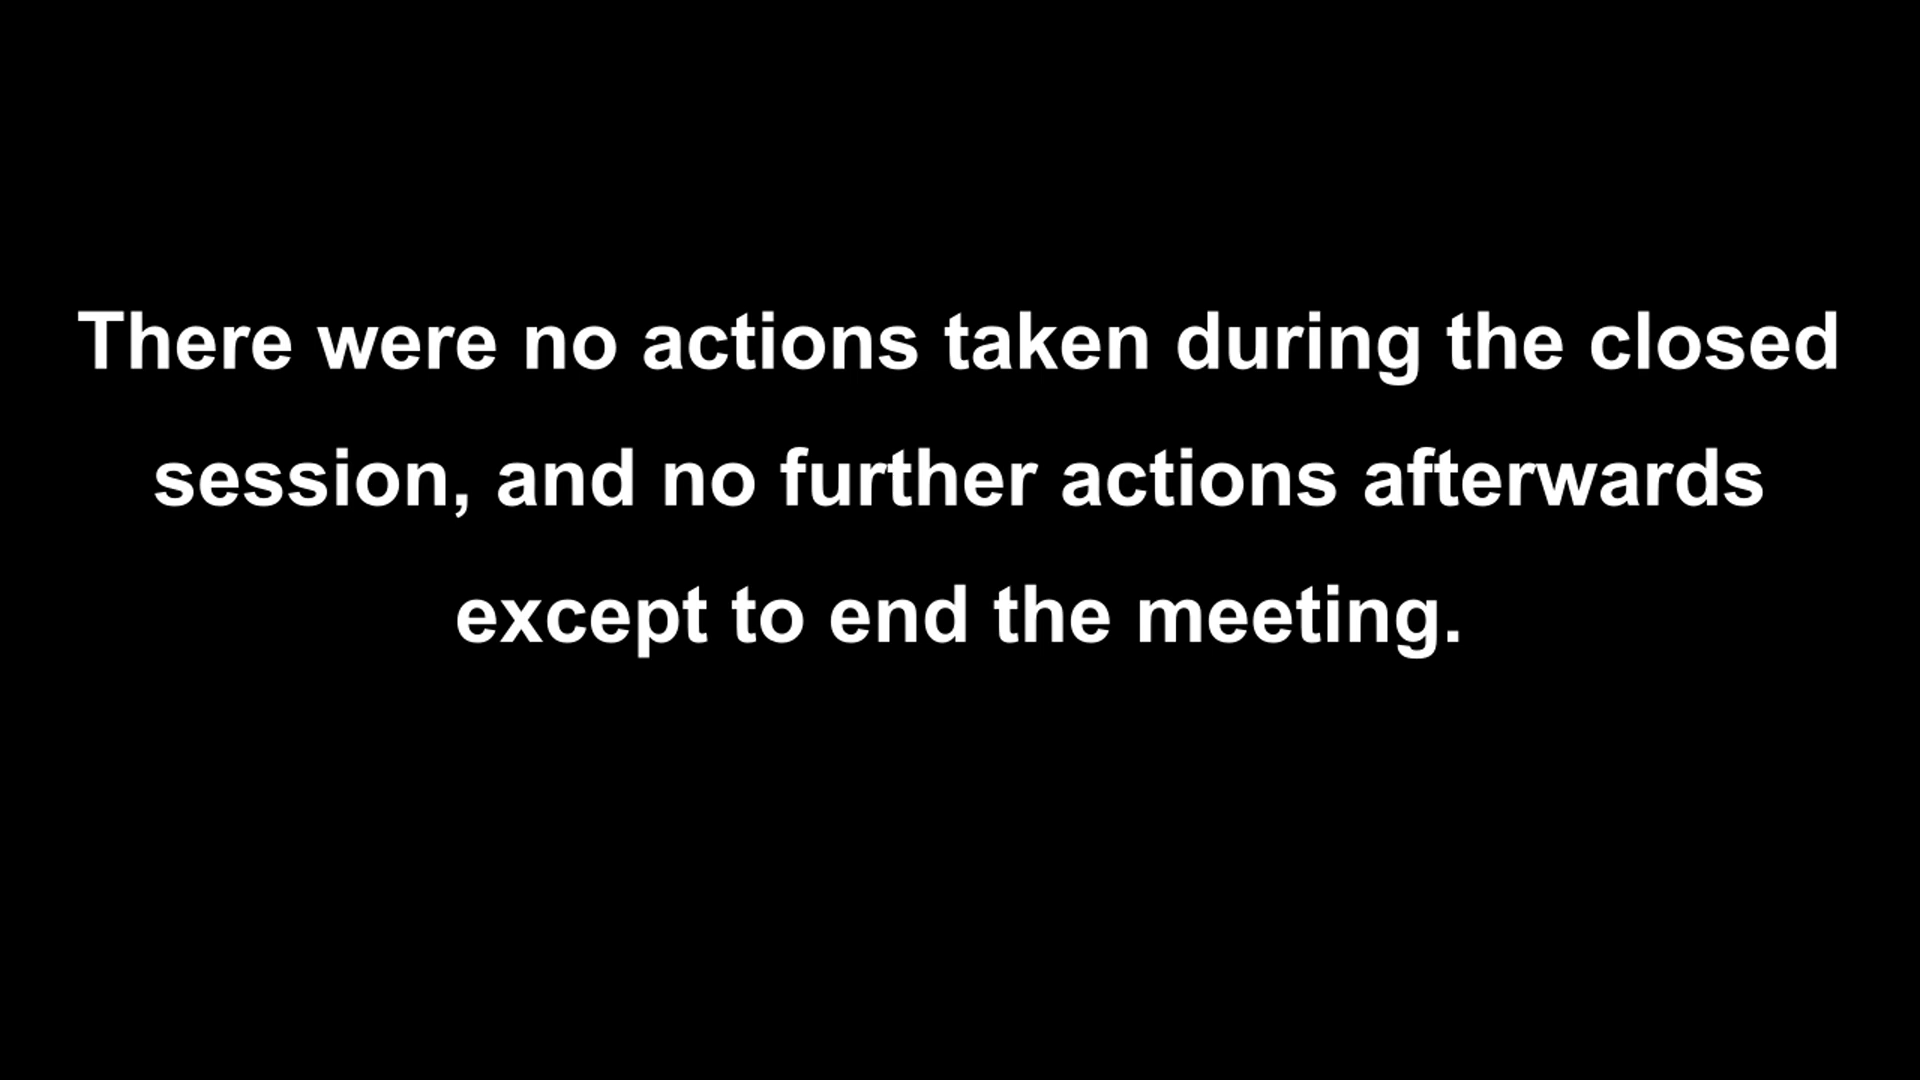 There were no actions taken during the closed
session, and no further actions afterwards
except to end the meeting.